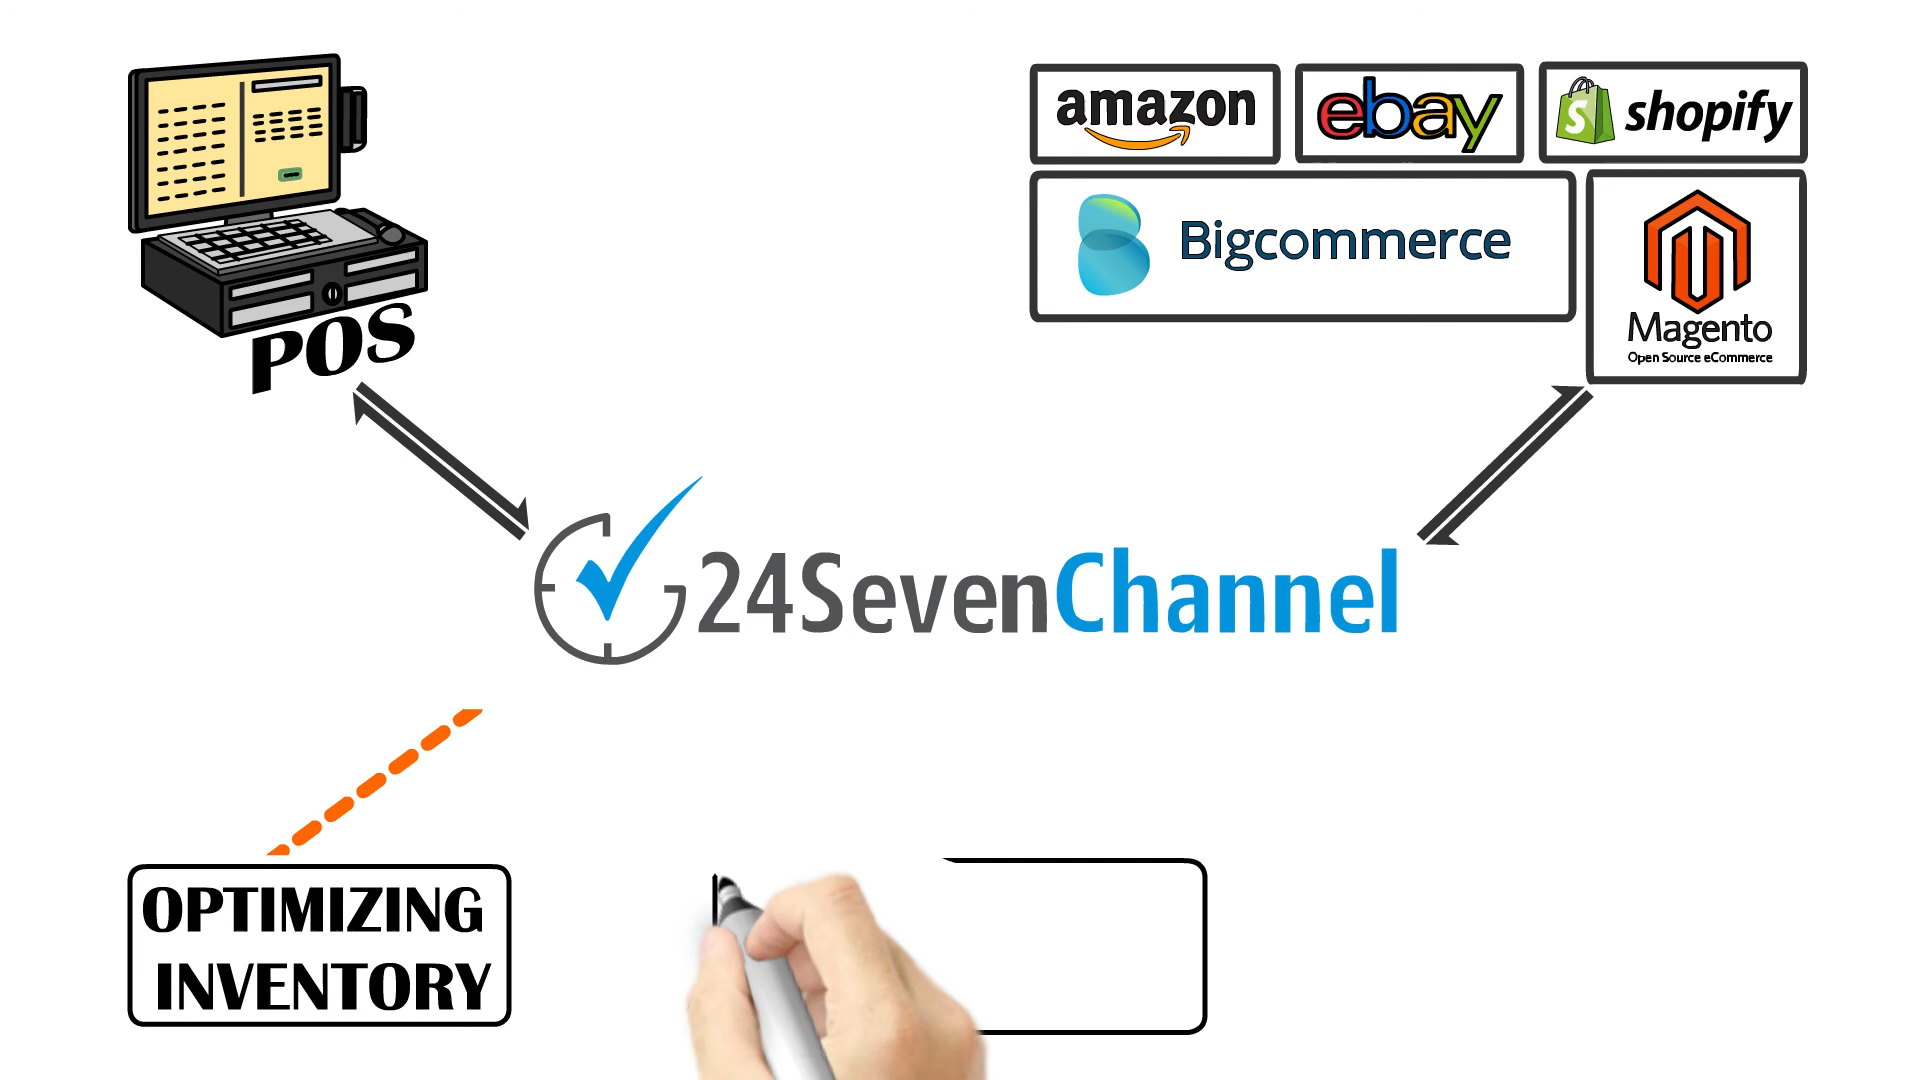 amazon
ebay
S shopify
Bigcommerce
Magento
Open Source eCommerce
POS
24SevenChannel
OPTIMIZING
INVENTORY